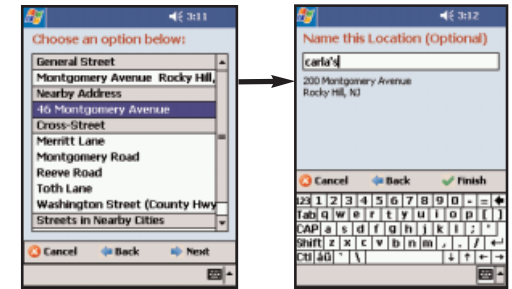 3:11
Choose an option below:
General Street
Montgomery Avenue Rocky Hill,
Nearby Address
46 Montgomery Avenue
Cross-Street
Merritt Lane
Montgomery Road
Reeve Road
Toth Lane
Washington Street (County Hwy
Streets in Nearby Cities
Cancel Back Next
3:12
Name this Location (Optional)
carla's
200 Montgomery Avenue
Rocky Hill, NJ
Cancel Back Finish
123 1 2 3 4 5 6 7 8 9 0 - =
Tab q w e r t y u i o p [ ]
CAP a s d f g h j k l ; '
Shift z x c v b n m , . /
Ctl áü ` \